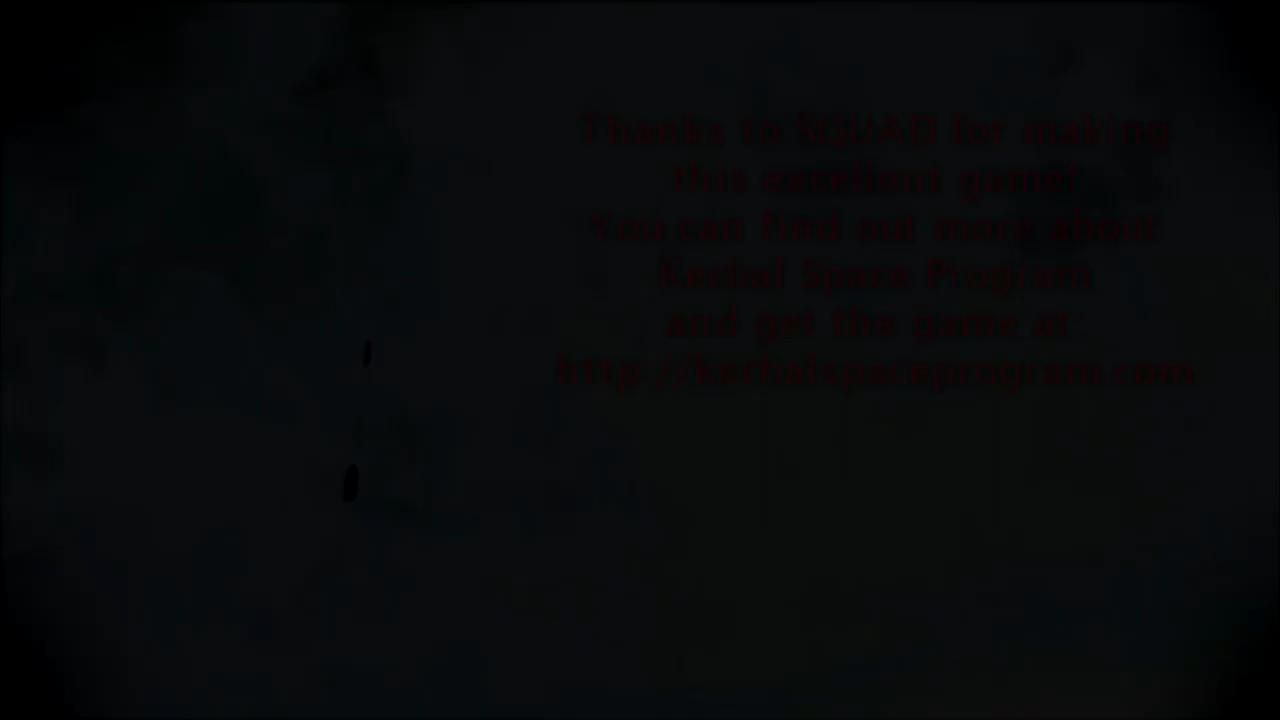 Thanks to SQUAD for making
this excellent game!
You can find out more about
Kerbal Space Program
and get the game at:
http://kerbalspaceprogram.com